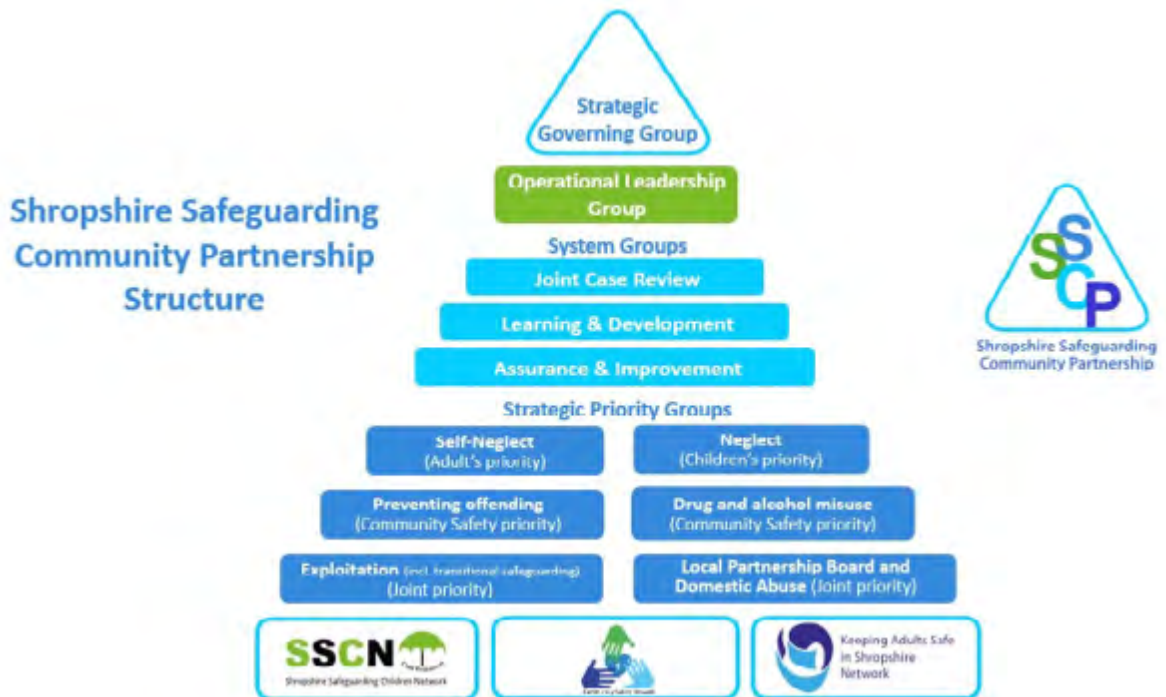 Strategic
Governing Group
Operational Leadership
Group
Shropshire Safeguarding
Community Partnership
Structure
System Groups
Joint Case Review
Learning & Development
Assurance & Improvement
S
S
C
P
Shropshire Safeguarding
Community Partnership
Strategic Priority Groups
Self-Neglect
(Adult's priority)
Neglect
(Children's priority)
Preventing offending
(Community Safety priority)
Drug and alcohol misuse
(Community Safety priority)
Exploitation (incl. transitional safeguarding)
(Joint priority)
Local Partnership Board and
Domestic Abuse (Joint priority)
SSCN
Shropshire Safeguarding Children Network
Keeping Adults Safe
in Shropshire
Network